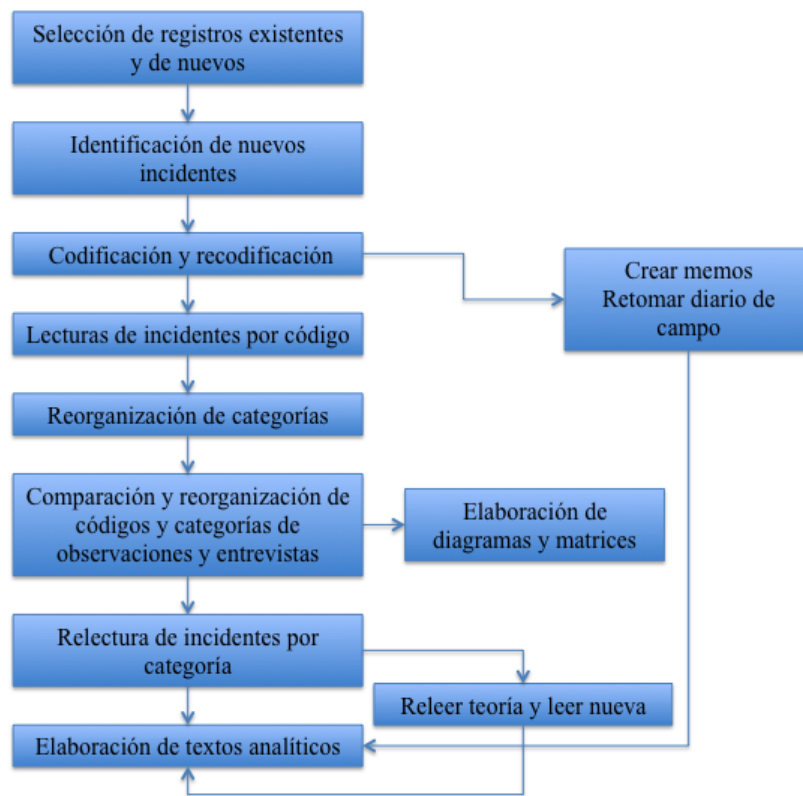 Selección de registros existentes
y de nuevos
Identificación de nuevos
incidentes
Codificación y recodificación
Crear memos
Retomar diario de
campo
Lecturas de incidentes por código
Reorganización de categorías
Comparación y reorganización de
códigos y categorías de
observaciones y entrevistas
Elaboración de
diagramas y matrices
Relectura de incidentes por
categoría
Releer teoría y leer nueva
Elaboración de textos analíticos